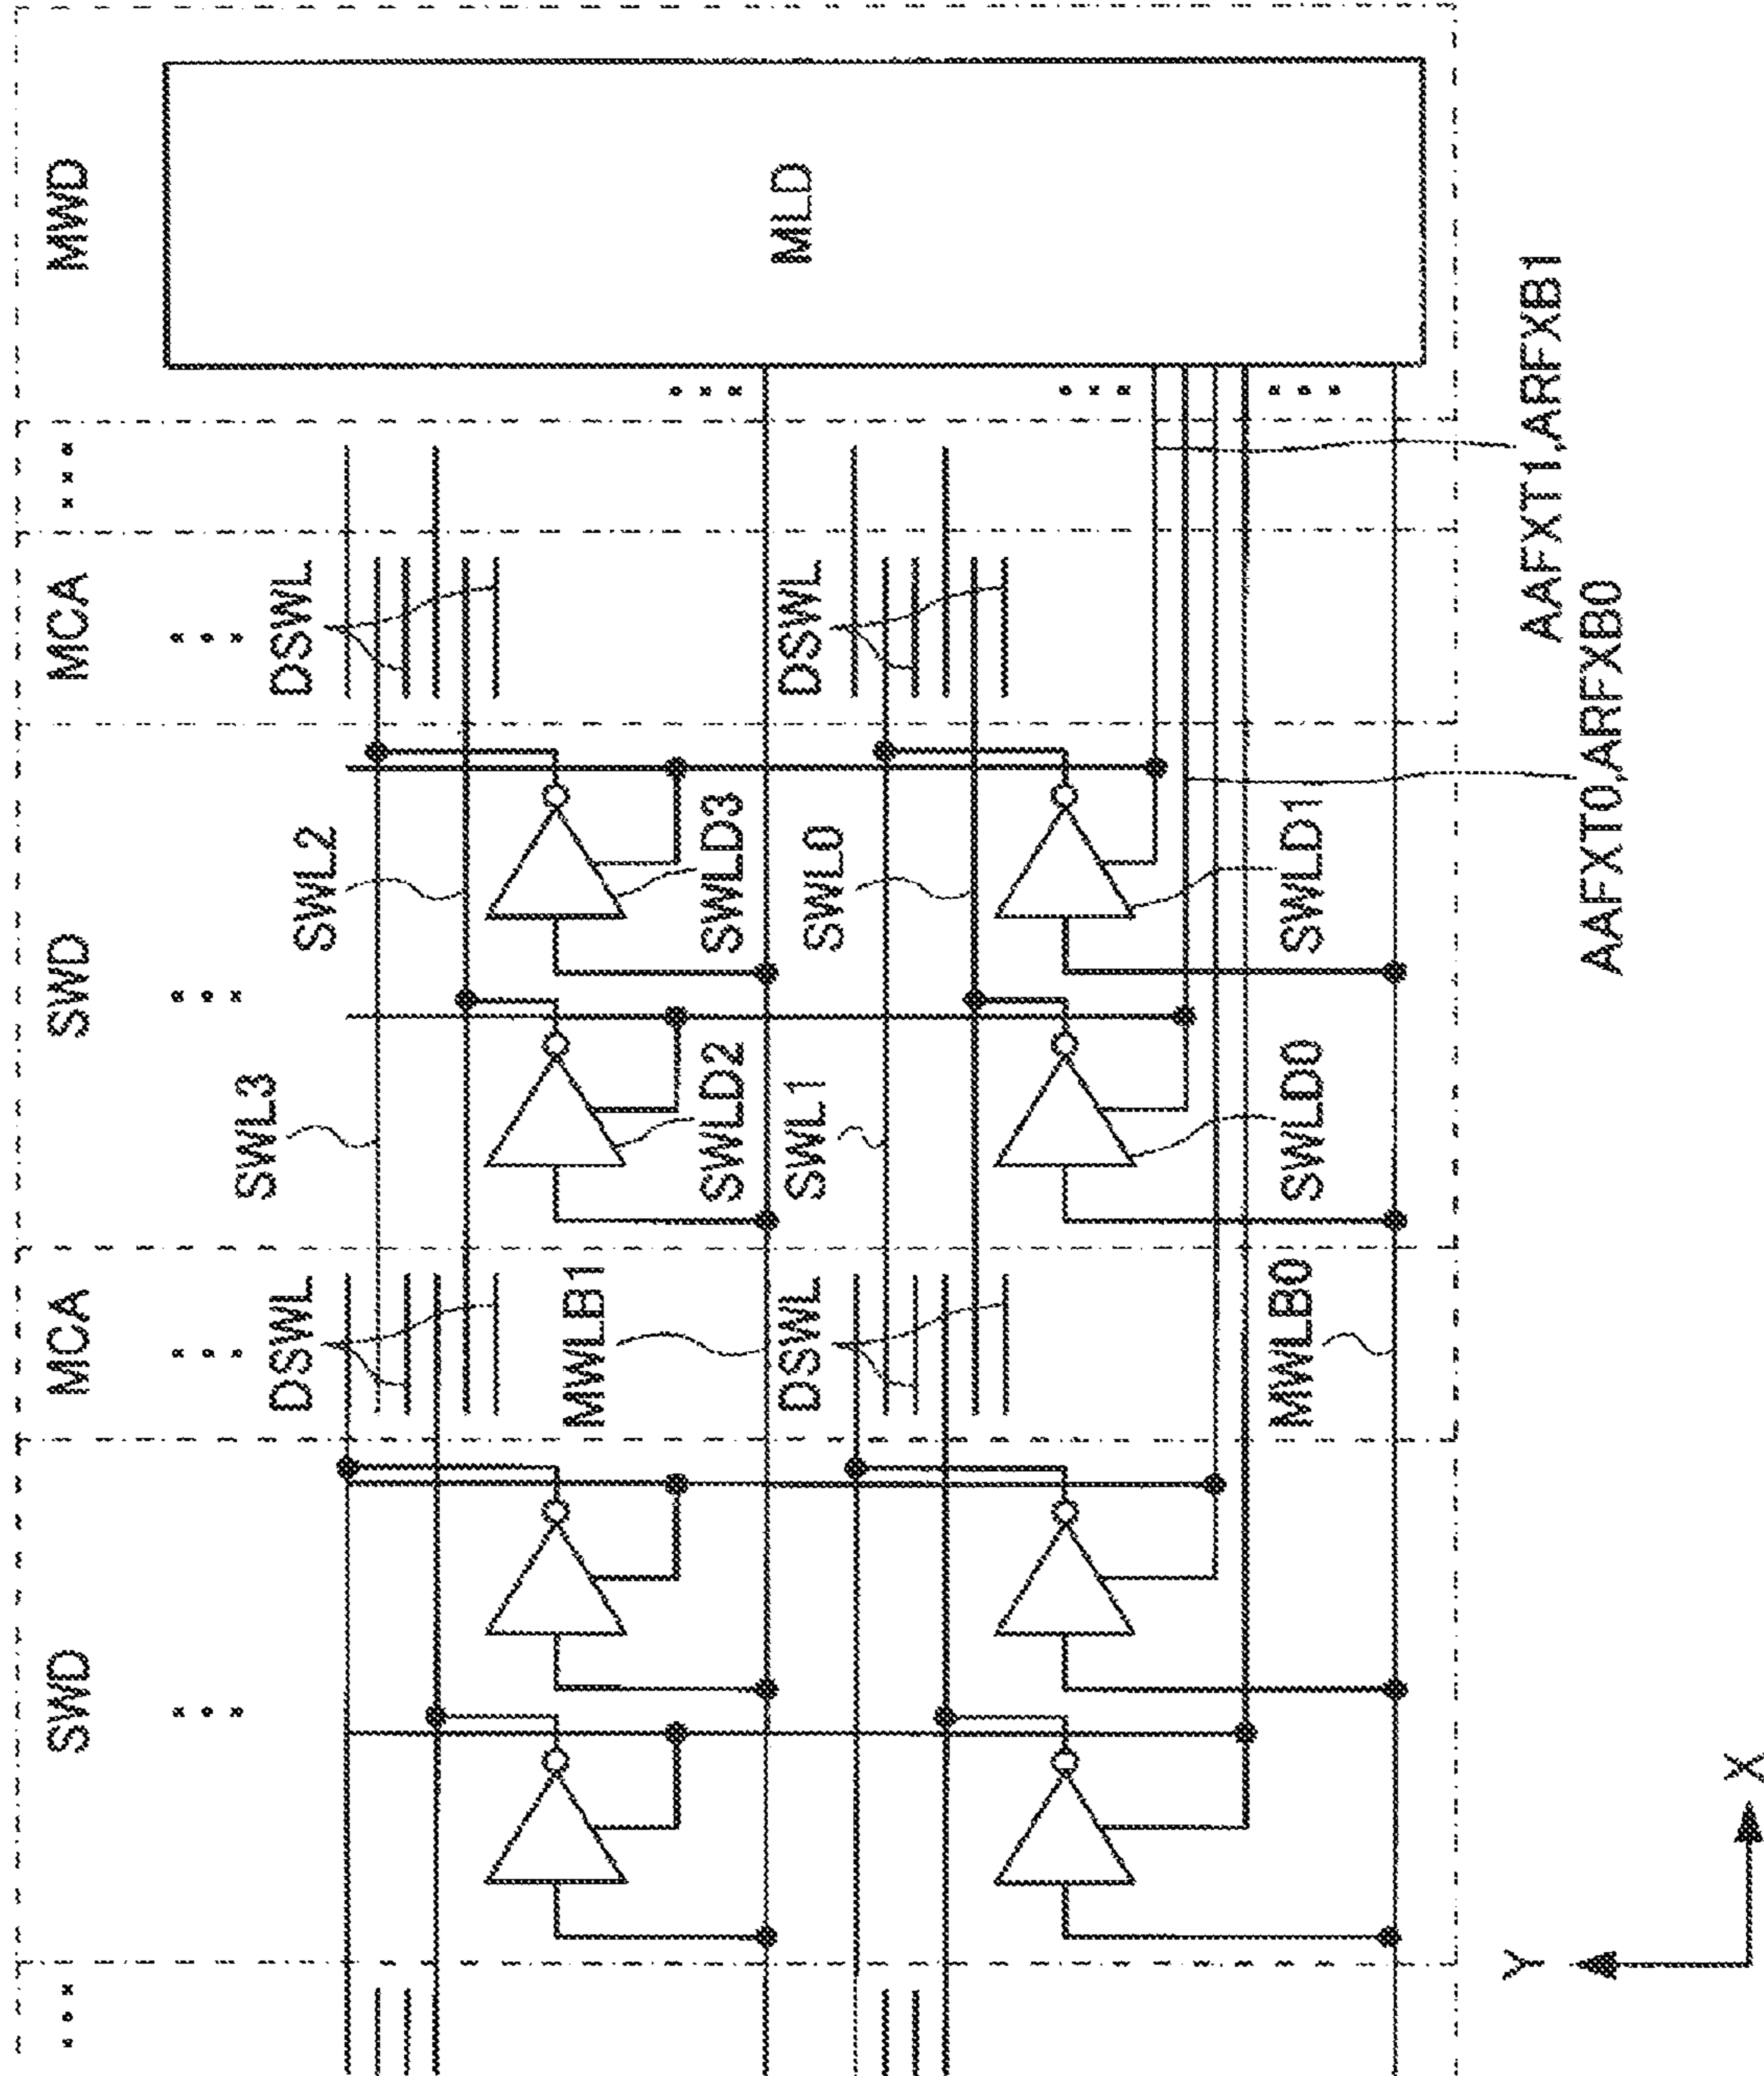 SWD
MCA
SWD
MCA
MWD
SWL3
SWL2
DSWL
DSWL
MLD
MWLB1
SWLD2
SWLD3
DSWL
SWL1
SWL0
DSWL
MWLB0
SWLD0
SWLD1
AAFXT1,ARFXB1
AAFXT0,ARFXB0
Y
X